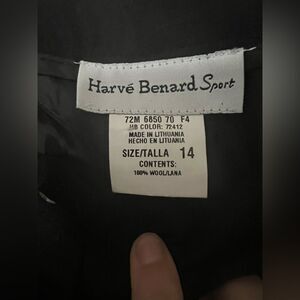 Harvé Benard Sport
72M 6850 70 F4
HB COLOR: 72412
MADE IN LITHUANIA
HECHO EN LITUANIA
SIZE/TALLA 14
CONTENTS:
100% WOOL/LANA